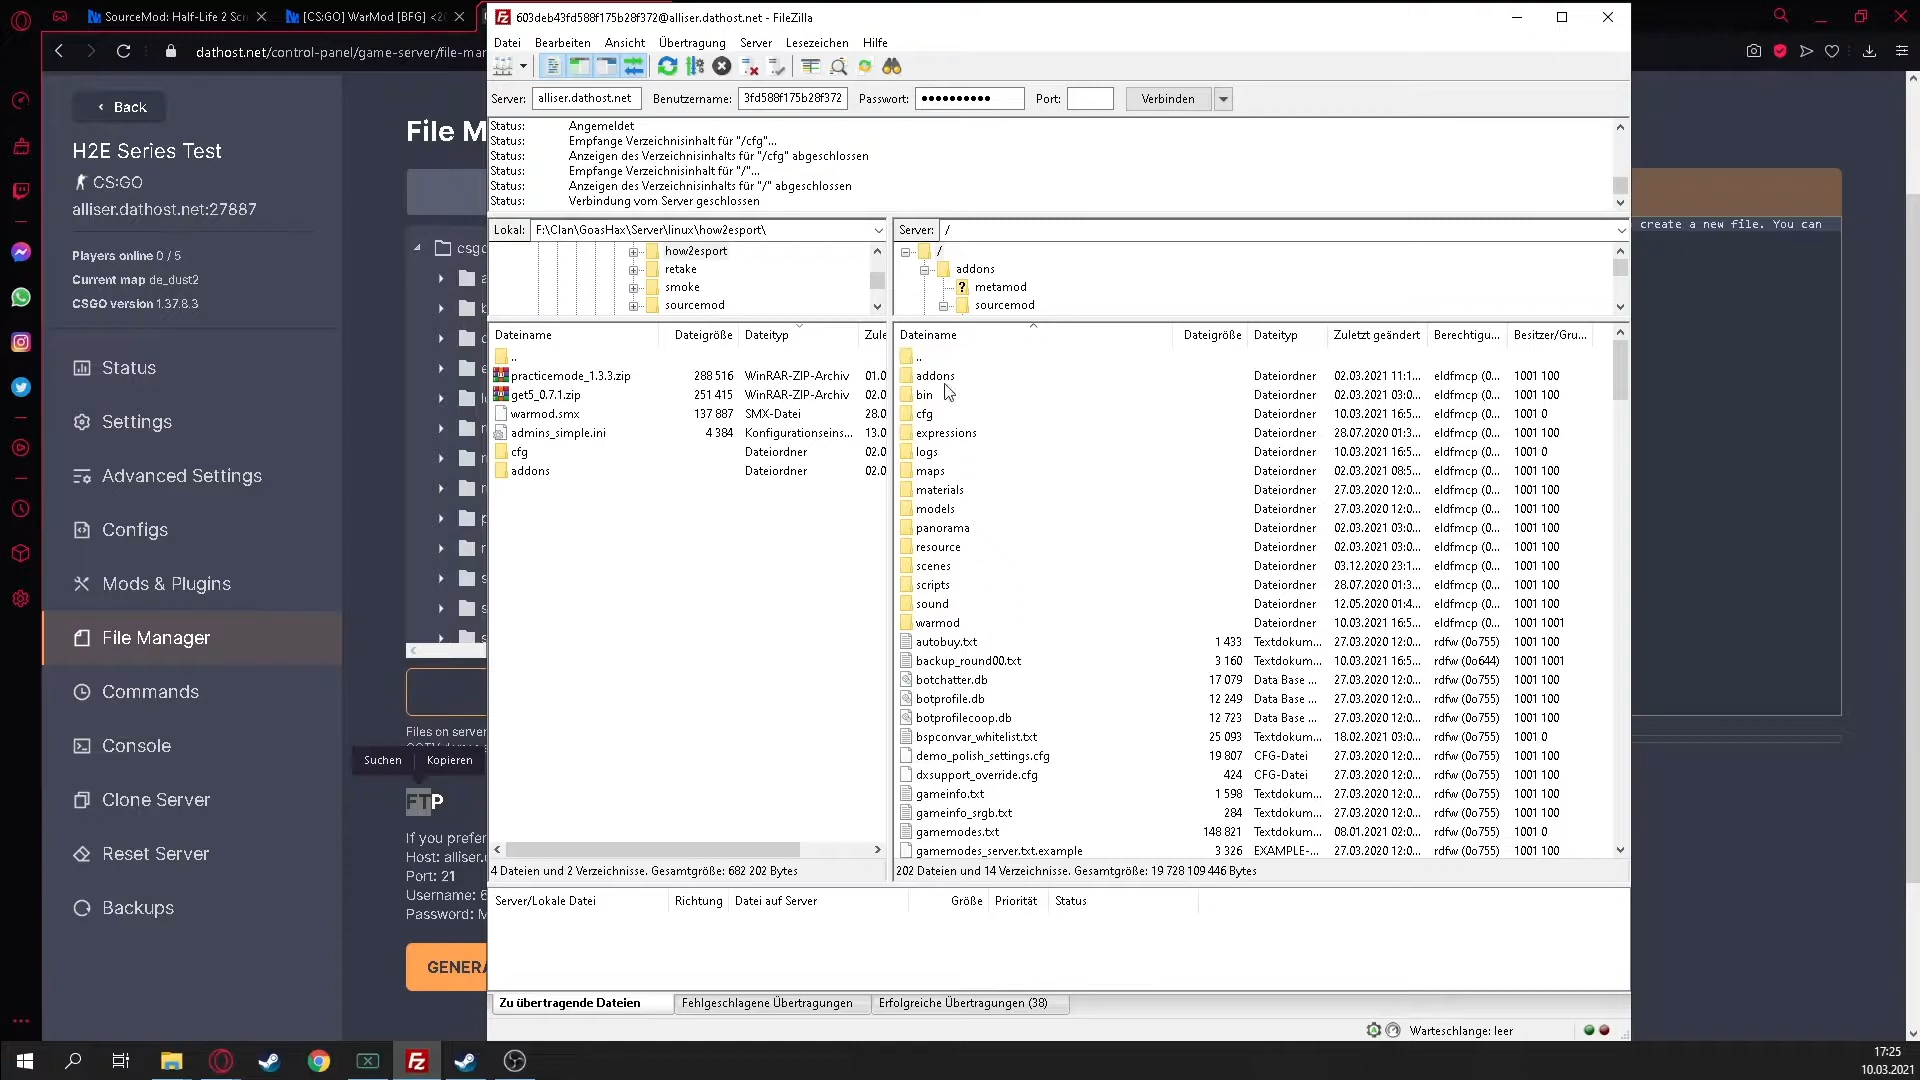 SourceMod: Half-Life 2 Scr
[CS:GO] WarMod [BFG] <2
603deb43fd588f175b28f372@alliser.dathost.net - FileZilla
dathost.net/control-panel/game-server/file-mar
Datei Bearbeiten Ansicht Übertragung Server Lesezeichen Hilfe
Server: alliser.dathost.net Benutzername: 3fd588f175b28f372 Passwort: ●●●●●●●●●● Port: Verbinden
Back
H2E Series Test
CS:GO
alliser.dathost.net:27887
Players online 0 / 5
Current map de_dust2
CSGO version 1.37.8.3
Status
Settings
Advanced Settings
Configs
Mods & Plugins
File Manager
Commands
Console
Clone Server
Reset Server
Backups
File M
csgo
Files on server
Suchen Kopieren
FTP
If you prefer
Host: alliser.
Port: 21
Username: 6
Password: M
GENERA
create a new file. You can
Status: Angemeldet
Status: Empfange Verzeichnisinhalt für "/cfg"...
Status: Anzeigen des Verzeichnisinhalts für "/cfg" abgeschlossen
Status: Empfange Verzeichnisinhalt für "/"...
Status: Anzeigen des Verzeichnisinhalts für "/" abgeschlossen
Status: Verbindung vom Server geschlossen
Lokal: F:\Clan\GoasHax\Server\linux\how2esport\
how2esport
retake
smoke
sourcemod
Server: /
/
addons
metamod
sourcemod
Dateiname Dateigröße Dateityp Zule
..
practicemode_1.3.3.zip 288 516 WinRAR-ZIP-Archiv 01.0
get5_0.7.1.zip 251 415 WinRAR-ZIP-Archiv 02.0
warmod.smx 137 887 SMX-Datei 28.0
admins_simple.ini 4 384 Konfigurationseins... 13.0
cfg Dateiordner 02.0
addons Dateiordner 02.0
4 Dateien und 2 Verzeichnisse. Gesamtgröße: 682 202 Bytes
Dateiname Dateigröße Dateityp Zuletzt geändert Berechtigu... Besitzer/Gru...
..
addons Dateiordner 02.03.2021 11:1... eldfmcp (0... 1001 100
bin Dateiordner 02.03.2021 03:0... eldfmcp (0... 1001 100
cfg Dateiordner 10.03.2021 16:5... eldfmcp (0... 1001 0
expressions Dateiordner 28.07.2020 01:3... eldfmcp (0... 1001 100
logs Dateiordner 10.03.2021 16:5... eldfmcp (0... 1001 0
maps Dateiordner 02.03.2021 08:5... eldfmcp (0... 1001 100
materials Dateiordner 27.03.2020 12:0... eldfmcp (0... 1001 100
models Dateiordner 27.03.2020 12:0... eldfmcp (0... 1001 100
panorama Dateiordner 02.03.2021 03:0... eldfmcp (0... 1001 100
resource Dateiordner 02.03.2021 03:0... eldfmcp (0... 1001 100
scenes Dateiordner 03.12.2020 23:1... eldfmcp (0... 1001 100
scripts Dateiordner 28.07.2020 01:3... eldfmcp (0... 1001 100
sound Dateiordner 12.05.2020 01:4... eldfmcp (0... 1001 100
warmod Dateiordner 10.03.2021 16:5... eldfmcp (0... 1001 1001
autobuy.txt 1 433 Textdokum... 27.03.2020 12:0... rdfw (0o755) 1001 100
backup_round00.txt 3 160 Textdokum... 10.03.2021 16:5... rdfw (0o644) 1001 1001
botchatter.db 17 079 Data Base ... 27.03.2020 12:0... rdfw (0o755) 1001 100
botprofile.db 12 249 Data Base ... 27.03.2020 12:0... rdfw (0o755) 1001 100
botprofilecoop.db 12 723 Data Base ... 27.03.2020 12:0... rdfw (0o755) 1001 100
bspconvar_whitelist.txt 25 093 Textdokum... 18.02.2021 03:0... rdfw (0o755) 1001 0
demo_polish_settings.cfg 19 807 CFG-Datei 27.03.2020 12:0... rdfw (0o755) 1001 100
dxsupport_override.cfg 424 CFG-Datei 27.03.2020 12:0... rdfw (0o755) 1001 100
gameinfo.txt 1 598 Textdokum... 27.03.2020 12:0... rdfw (0o755) 1001 100
gameinfo_srgb.txt 284 Textdokum... 27.03.2020 12:0... rdfw (0o755) 1001 100
gamemodes.txt 148 821 Textdokum... 08.01.2021 02:0... rdfw (0o755) 1001 0
gamemodes_server.txt.example 3 326 EXAMPLE-... 27.03.2020 12:0... rdfw (0o755) 1001 100
202 Dateien und 14 Verzeichnisse. Gesamtgröße: 19 728 109 446 Bytes
Server/Lokale Datei Richtung Datei auf Server Größe Priorität Status
Zu übertragende Dateien Fehlgeschlagene Übertragungen Erfolgreiche Übertragungen (38)
Warteschlange: leer
17:25
10.03.2021